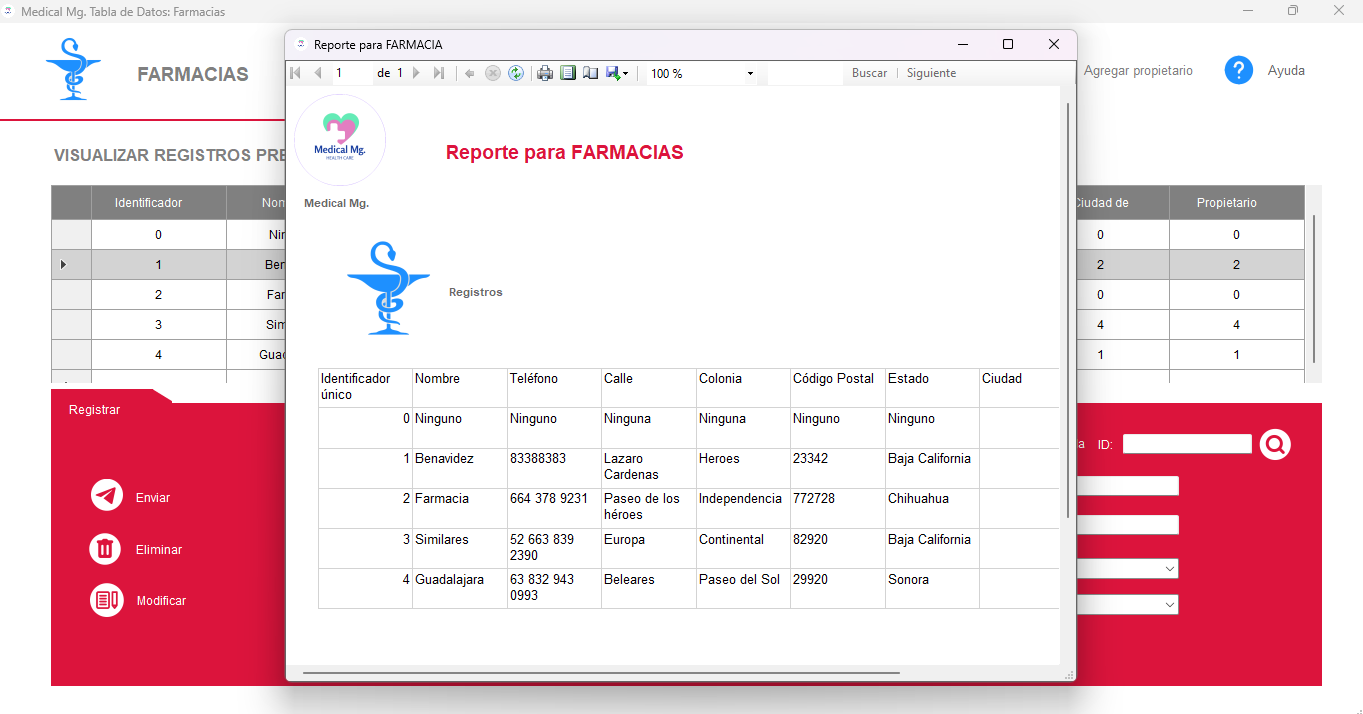 Medical Mg. Tabla de Datos: Farmacias
FARMACIAS
Agregar propietario
? Ayuda
VISUALIZAR REGISTROS PRE
Identificador Nom Ciudad de Propietario
0 Nin 0 0
1 Ben 2 2
2 Far 0 0
3 Sim 4 4
4 Guad 1 1
Registrar
Enviar
Eliminar
Modificar
ID:
Reporte para FARMACIA
1 de 1 100 % Buscar Siguiente
Medical Mg.
HEALTH CARE
Reporte para FARMACIAS
Medical Mg.
Registros
Identificador único Nombre Teléfono Calle Colonia Código Postal Estado Ciudad
0 Ninguno Ninguno Ninguna Ninguna Ninguno Ninguno
1 Benavidez 83388383 Lazaro Cardenas Heroes 23342 Baja California
2 Farmacia 664 378 9231 Paseo de los héroes Independencia 772728 Chihuahua
3 Similares 52 663 839 2390 Europa Continental 82920 Baja California
4 Guadalajara 63 832 943 0993 Beleares Paseo del Sol 29920 Sonora